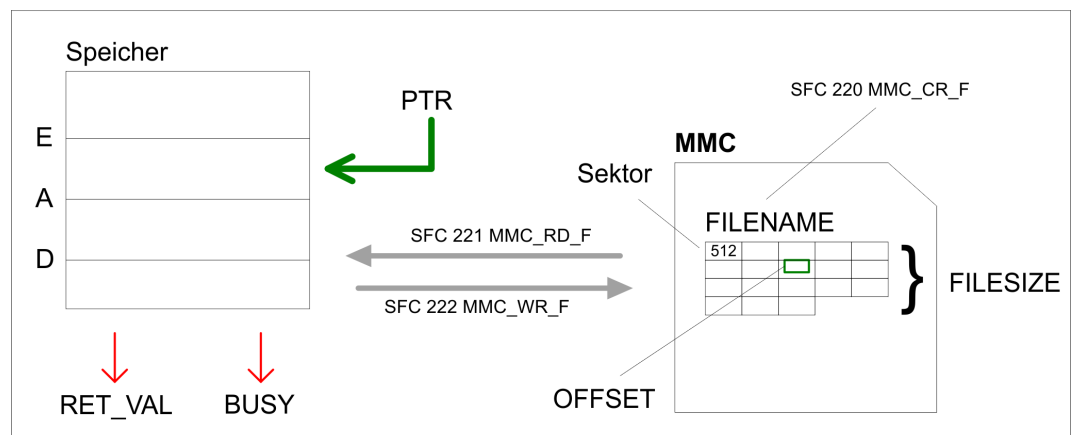 Speicher
E
A
D
PTR
SFC 221 MMC_RD_F
SFC 222 MMC_WR_F
RET_VAL
BUSY
SFC 220 MMC_CR_F
MMC
Sektor
FILENAME
512
FILESIZE
OFFSET